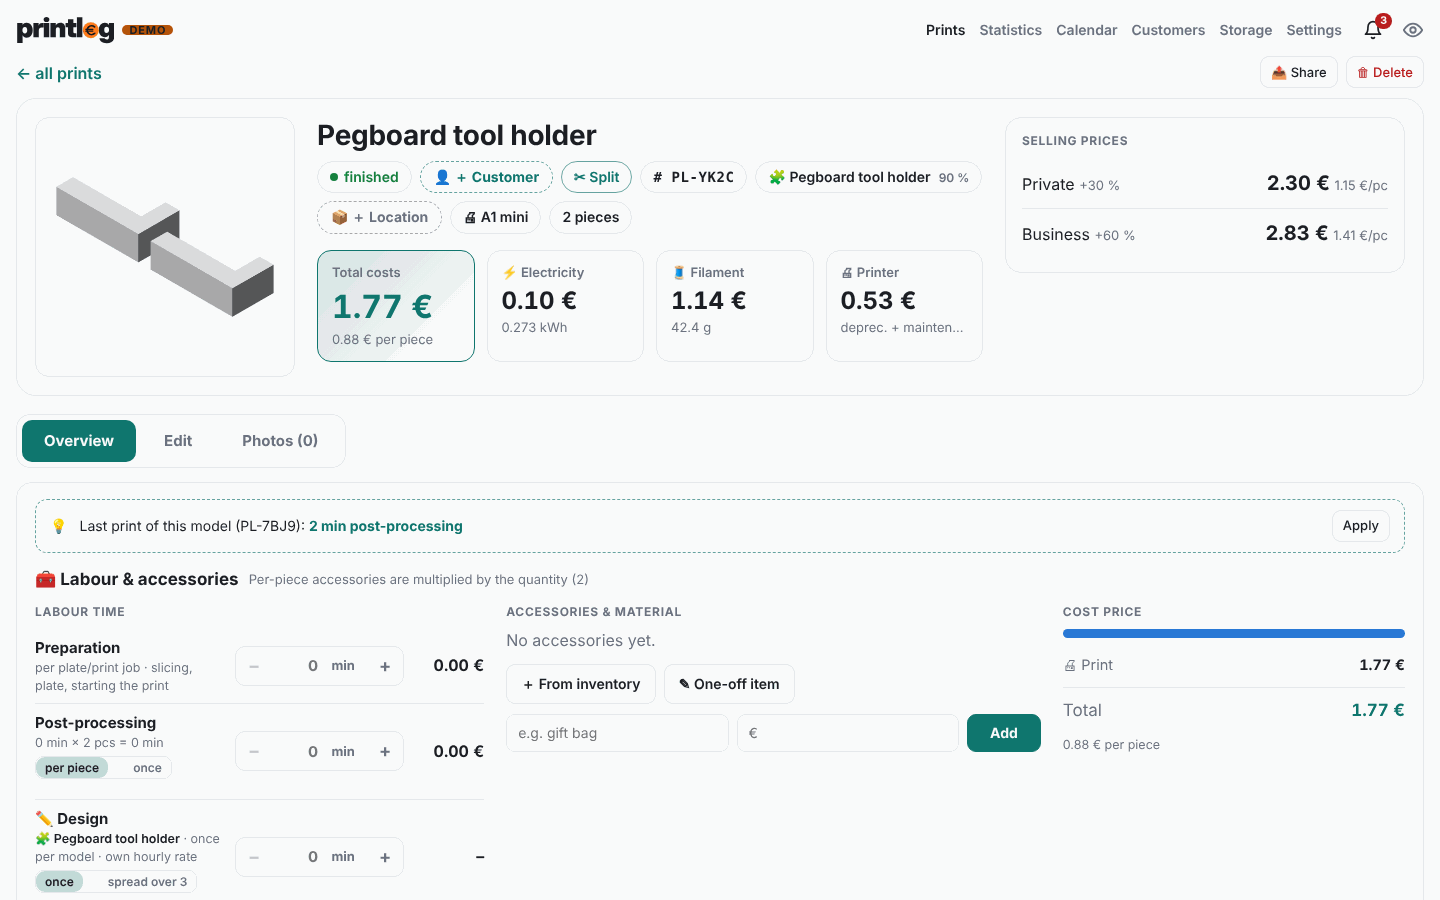 printl€g DEMO
Prints Statistics Calendar Customers Storage Settings 3
← all prints
📤 Share 🗑 Delete
Pegboard tool holder
finished 👤 + Customer ✂ Split # PL-YK2C 🧩 Pegboard tool holder 90 %
📦 + Location 🖨 A1 mini 2 pieces
Total costs
1.77 €
0.88 € per piece
⚡ Electricity
0.10 €
0.273 kWh
🧵 Filament
1.14 €
42.4 g
🖨 Printer
0.53 €
deprec. + mainten...
SELLING PRICES
Private +30 % 2.30 € 1.15 €/pc
Business +60 % 2.83 € 1.41 €/pc
Overview Edit Photos (0)
💡 Last print of this model (PL-7BJ9): 2 min post-processing Apply
🧰 Labour & accessories Per-piece accessories are multiplied by the quantity (2)
LABOUR TIME
Preparation
per plate/print job · slicing,
plate, starting the print
− 0 min + 0.00 €
Post-processing
0 min × 2 pcs = 0 min
per piece once
− 0 min + 0.00 €
✏️ Design
🧩 Pegboard tool holder · once
per model · own hourly rate
once spread over 3
− 0 min + –
ACCESSORIES & MATERIAL
No accessories yet.
+ From inventory ✎ One-off item
e.g. gift bag € Add
COST PRICE
🖨 Print 1.77 €
Total 1.77 €
0.88 € per piece